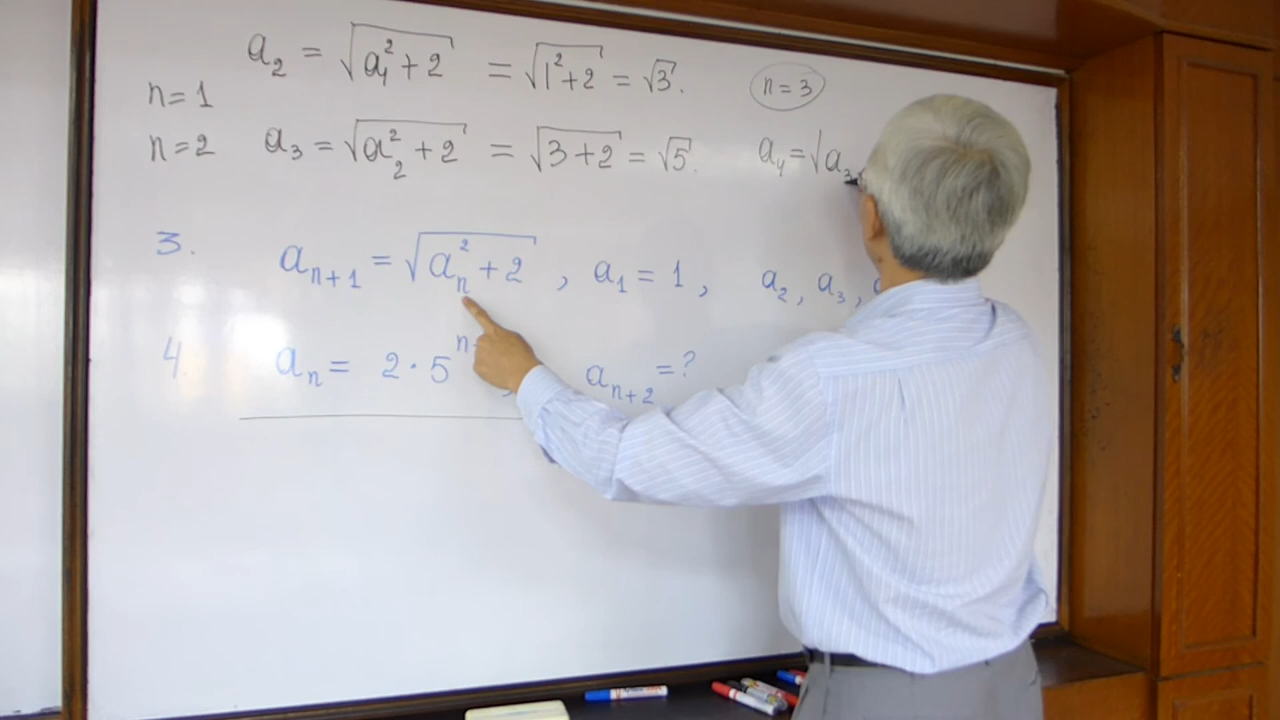 a₂ = √(a₁² + 2) = √(1² + 2) = √3.
n = 3
n = 1
n = 2 a₃ = √(a₂² + 2) = √(3 + 2) = √5. a₄ = √a₃
3. aₙ₊₁ = √(aₙ² + 2) , a₁ = 1 , a₂ , a₃ ,
4. aₙ = 2 · 5ⁿ , aₙ₊₂ = ?